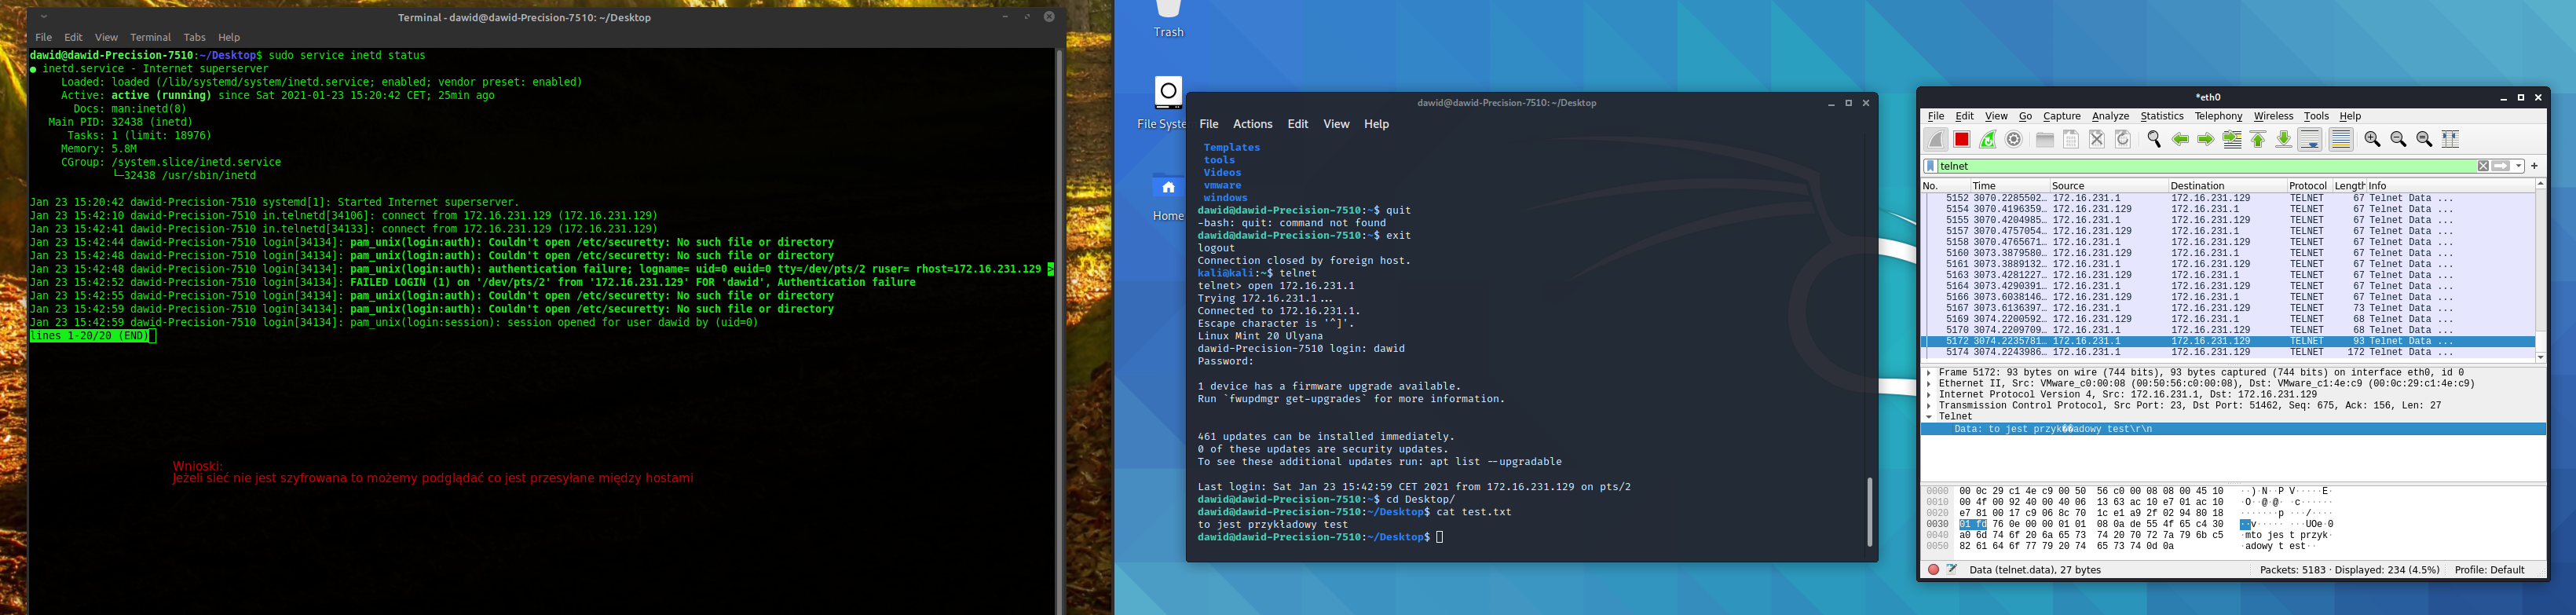 Terminal - dawid@dawid-Precision-7510: ~/Desktop
File Edit View Terminal Tabs Help
dawid@dawid-Precision-7510:~/Desktop$ sudo service inetd status
● inetd.service - Internet superserver
Loaded: loaded (/lib/systemd/system/inetd.service; enabled; vendor preset: enabled)
Active: active (running) since Sat 2021-01-23 15:20:42 CET; 25min ago
Docs: man:inetd(8)
Main PID: 32438 (inetd)
Tasks: 1 (limit: 18976)
Memory: 5.8M
CGroup: /system.slice/inetd.service
└─32438 /usr/sbin/inetd
Jan 23 15:20:42 dawid-Precision-7510 systemd[1]: Started Internet superserver.
Jan 23 15:42:10 dawid-Precision-7510 in.telnetd[34106]: connect from 172.16.231.129 (172.16.231.129)
Jan 23 15:42:41 dawid-Precision-7510 in.telnetd[34133]: connect from 172.16.231.129 (172.16.231.129)
Jan 23 15:42:44 dawid-Precision-7510 login[34134]: pam_unix(login:auth): Couldn't open /etc/securetty: No such file or directory
Jan 23 15:42:48 dawid-Precision-7510 login[34134]: pam_unix(login:auth): Couldn't open /etc/securetty: No such file or directory
Jan 23 15:42:48 dawid-Precision-7510 login[34134]: pam_unix(login:auth): authentication failure; logname= uid=0 euid=0 tty=/dev/pts/2 ruser= rhost=172.16.231.129 >
Jan 23 15:42:52 dawid-Precision-7510 login[34134]: FAILED LOGIN (1) on '/dev/pts/2' from '172.16.231.129' FOR 'dawid', Authentication failure
Jan 23 15:42:55 dawid-Precision-7510 login[34134]: pam_unix(login:auth): Couldn't open /etc/securetty: No such file or directory
Jan 23 15:42:59 dawid-Precision-7510 login[34134]: pam_unix(login:auth): Couldn't open /etc/securetty: No such file or directory
Jan 23 15:42:59 dawid-Precision-7510 login[34134]: pam_unix(login:session): session opened for user dawid by (uid=0)
lines 1-20/20 (END)
Wnioski:
Jeżeli sieć nie jest szyfrowana to możemy podglądać co jest przesyłane między hostami
Trash
File Syste
Home
dawid@dawid-Precision-7510: ~/Desktop
File Actions Edit View Help
Templates
tools
Videos
vmware
windows
dawid@dawid-Precision-7510:~$ quit
-bash: quit: command not found
dawid@dawid-Precision-7510:~$ exit
logout
Connection closed by foreign host.
kali@kali:~$ telnet
telnet> open 172.16.231.1
Trying 172.16.231.1...
Connected to 172.16.231.1.
Escape character is '^]'.
Linux Mint 20 Ulyana
dawid-Precision-7510 login: dawid
Password:
1 device has a firmware upgrade available.
Run `fwupdmgr get-upgrades` for more information.
461 updates can be installed immediately.
0 of these updates are security updates.
To see these additional updates run: apt list --upgradable
Last login: Sat Jan 23 15:42:59 CET 2021 from 172.16.231.129 on pts/2
dawid@dawid-Precision-7510:~$ cd Desktop/
dawid@dawid-Precision-7510:~/Desktop$ cat test.txt
to jest przykładowy test
dawid@dawid-Precision-7510:~/Desktop$
*eth0
File Edit View Go Capture Analyze Statistics Telephony Wireless Tools Help
telnet
No. Time Source Destination Protocol Length Info
5152 3070.2285502… 172.16.231.1 172.16.231.129 TELNET 67 Telnet Data ...
5154 3070.4196359… 172.16.231.129 172.16.231.1 TELNET 67 Telnet Data ...
5155 3070.4204985… 172.16.231.1 172.16.231.129 TELNET 67 Telnet Data ...
5157 3070.4757054… 172.16.231.129 172.16.231.1 TELNET 67 Telnet Data ...
5158 3070.4765671… 172.16.231.1 172.16.231.129 TELNET 67 Telnet Data ...
5160 3073.3879580… 172.16.231.129 172.16.231.1 TELNET 67 Telnet Data ...
5161 3073.3889132… 172.16.231.1 172.16.231.129 TELNET 67 Telnet Data ...
5163 3073.4281227… 172.16.231.129 172.16.231.1 TELNET 67 Telnet Data ...
5164 3073.4290391… 172.16.231.1 172.16.231.129 TELNET 67 Telnet Data ...
5166 3073.6038146… 172.16.231.129 172.16.231.1 TELNET 67 Telnet Data ...
5167 3073.6136397… 172.16.231.1 172.16.231.129 TELNET 73 Telnet Data ...
5169 3074.2200592… 172.16.231.129 172.16.231.1 TELNET 68 Telnet Data ...
5170 3074.2209709… 172.16.231.1 172.16.231.129 TELNET 68 Telnet Data ...
5172 3074.2235781… 172.16.231.1 172.16.231.129 TELNET 93 Telnet Data ...
5174 3074.2243986… 172.16.231.1 172.16.231.129 TELNET 172 Telnet Data ...
Frame 5172: 93 bytes on wire (744 bits), 93 bytes captured (744 bits) on interface eth0, id 0
Ethernet II, Src: VMware_c0:00:08 (00:50:56:c0:00:08), Dst: VMware_c1:4e:c9 (00:0c:29:c1:4e:c9)
Internet Protocol Version 4, Src: 172.16.231.1, Dst: 172.16.231.129
Transmission Control Protocol, Src Port: 23, Dst Port: 51462, Seq: 675, Ack: 156, Len: 27
Telnet
Data: to jest przyk��adowy test\r\n
0000 00 0c 29 c1 4e c9 00 50 56 c0 00 08 08 00 45 10 ··)·N··P V·····E·
0010 00 4f 00 92 40 00 40 06 13 63 ac 10 e7 01 ac 10 ·O··@·@· ·c······
0020 e7 81 00 17 c9 06 8c 70 1c e1 a9 2f 02 94 80 18 ·······p ···/····
0030 01 fd 76 0e 00 00 01 01 08 0a de 55 4f 65 c4 30 ··v····· ···UOe·0
0040 a0 6d 74 6f 20 6a 65 73 74 20 70 72 7a 79 6b c5 ·mto jes t przyk·
0050 82 61 64 6f 77 79 20 74 65 73 74 0d 0a ·adowy t est··
Data (telnet.data), 27 bytes
Packets: 5183 · Displayed: 234 (4.5%)
Profile: Default